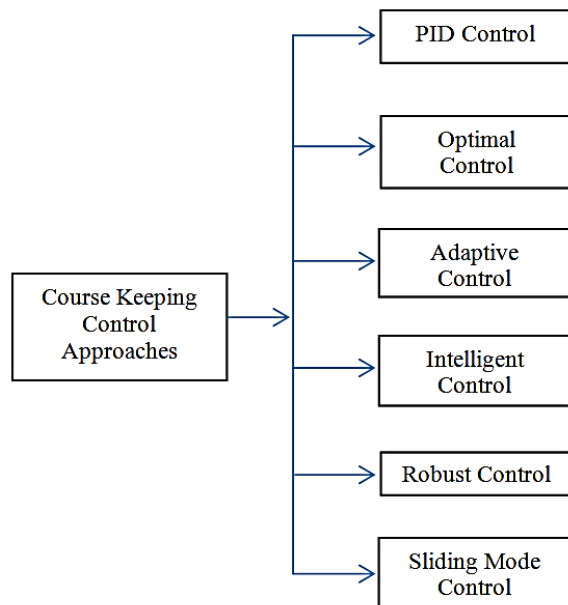 PID Control
Optimal
Control
Adaptive
Control
Course Keeping
Control
Approaches
Intelligent
Control
Robust Control
Sliding Mode
Control